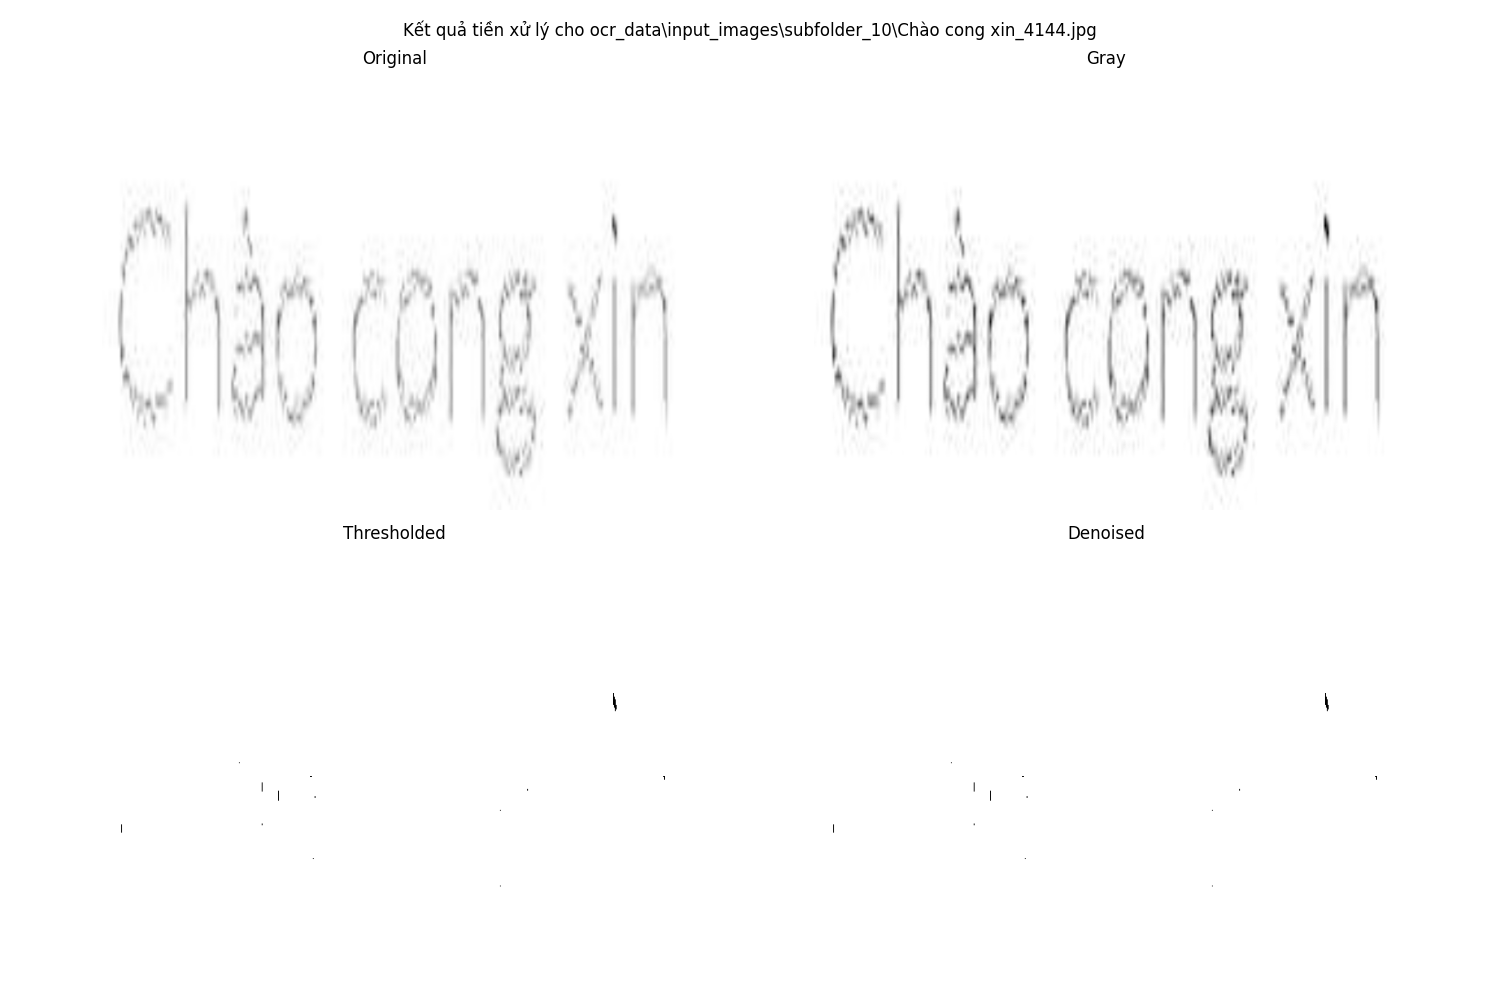 Kết quả tiền xử lý cho ocr_data\input_images\subfolder_10\Chào cong xin_4144.jpg
Original
Gray
Chào cong xin
Chào cong xin
Thresholded
Denoised